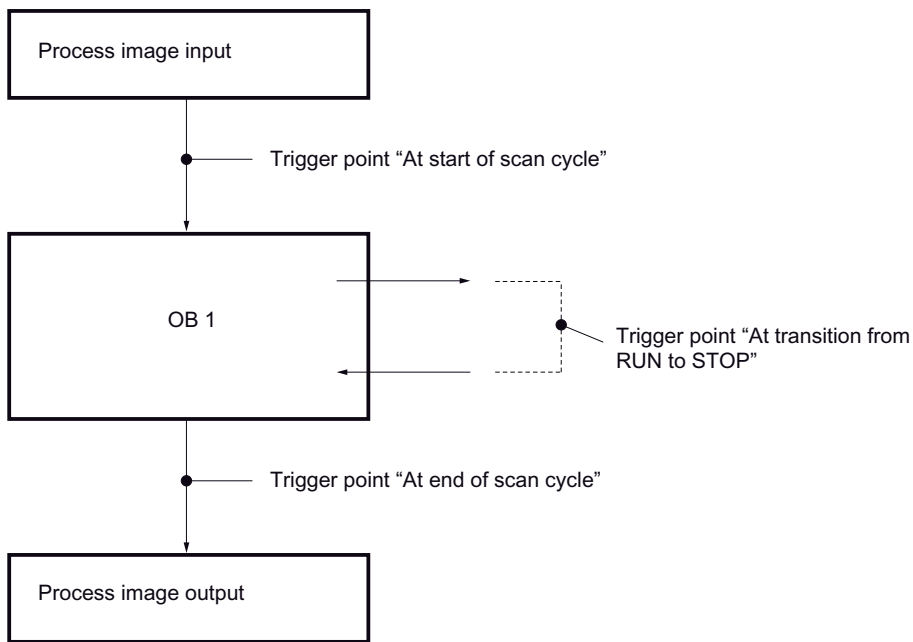 Process image input
Trigger point “At start of scan cycle”
OB 1
Trigger point “At transition from
RUN to STOP”
Trigger point “At end of scan cycle”
Process image output